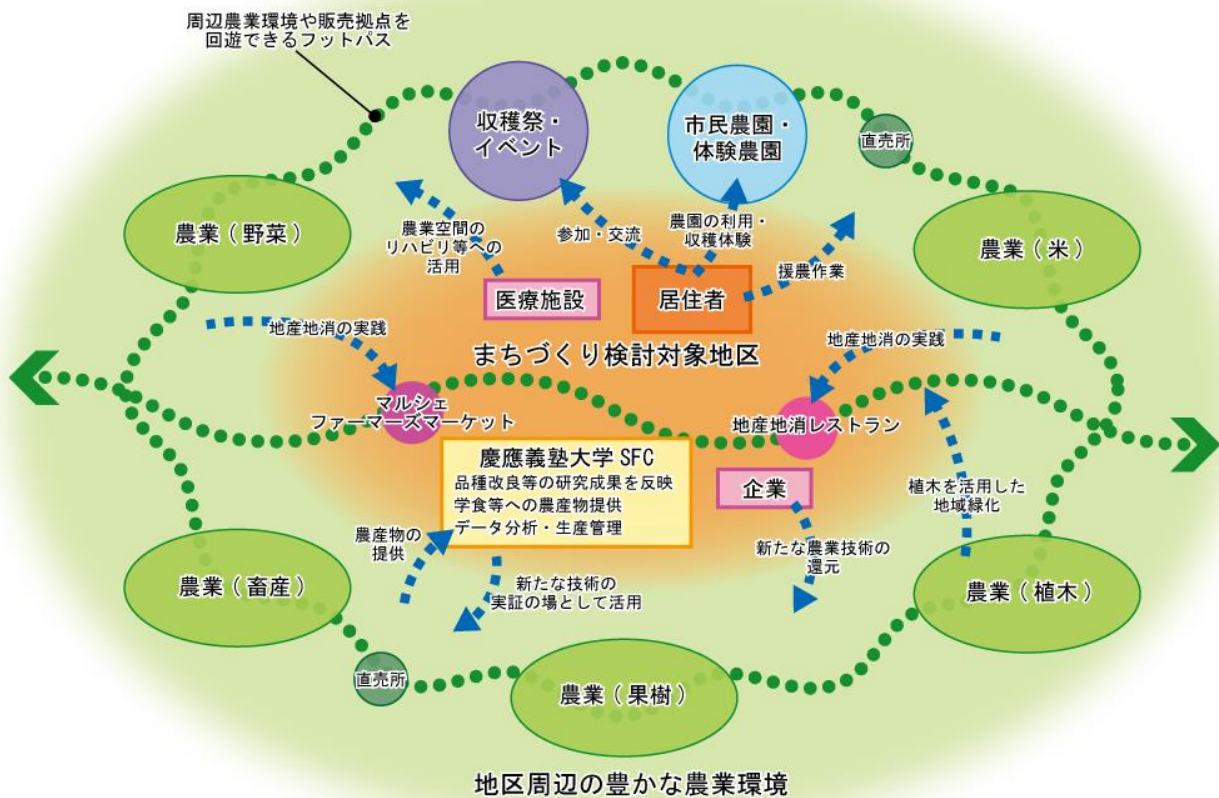 周辺農業環境や販売拠点を
回遊できるフットパス
収穫祭・
イベント
市民農園・
体験農園
直売所
農業(野菜)
農業空間の
リハビリ等への
活用
参加・交流
農園の利用・
収穫体験
援農作業
農業(米)
医療施設
居住者
地産地消の実践
まちづくり検討対象地区
地産地消の実践
マルシェ
ファーマーズマーケット
地産地消レストラン
慶應義塾大学 SFC
品種改良等の研究成果を反映
学食等への農産物提供
データ分析・生産管理
企業
植木を活用した
地域緑化
農産物の
提供
新たな農業技術の
還元
農業(畜産)
新たな技術の
実証の場として活用
農業(植木)
直売所
農業(果樹)
地区周辺の豊かな農業環境